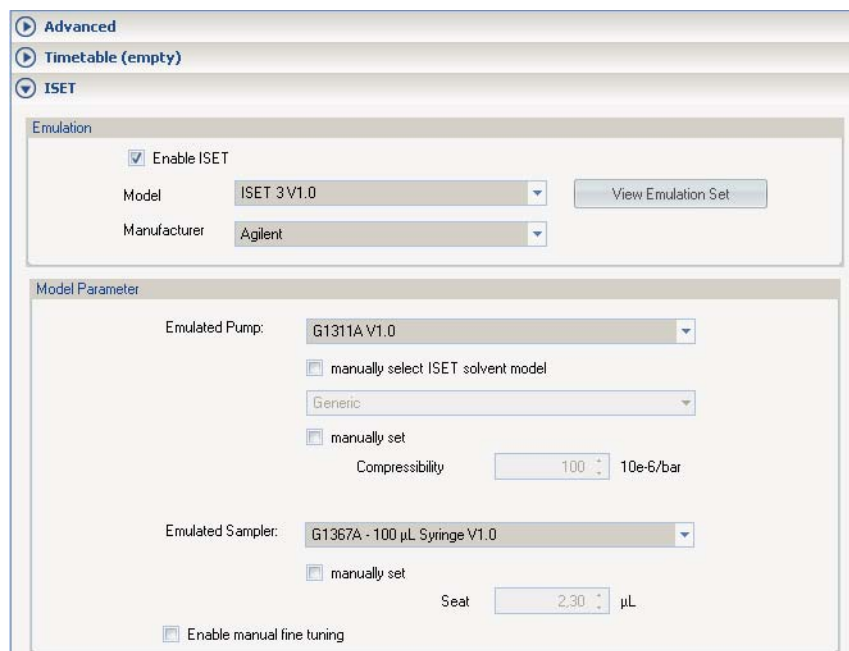 Advanced
Timetable (empty)
ISET
Emulation
Enable ISET
Model ISET 3 V1.0 View Emulation Set
Manufacturer Agilent
Model Parameter
Emulated Pump: G1311A V1.0
manually select ISET solvent model
Generic
manually set
Compressibility 100 10e-6/bar
Emulated Sampler: G1367A - 100 µL Syringe V1.0
manually set
Seat 2,30 µL
Enable manual fine tuning